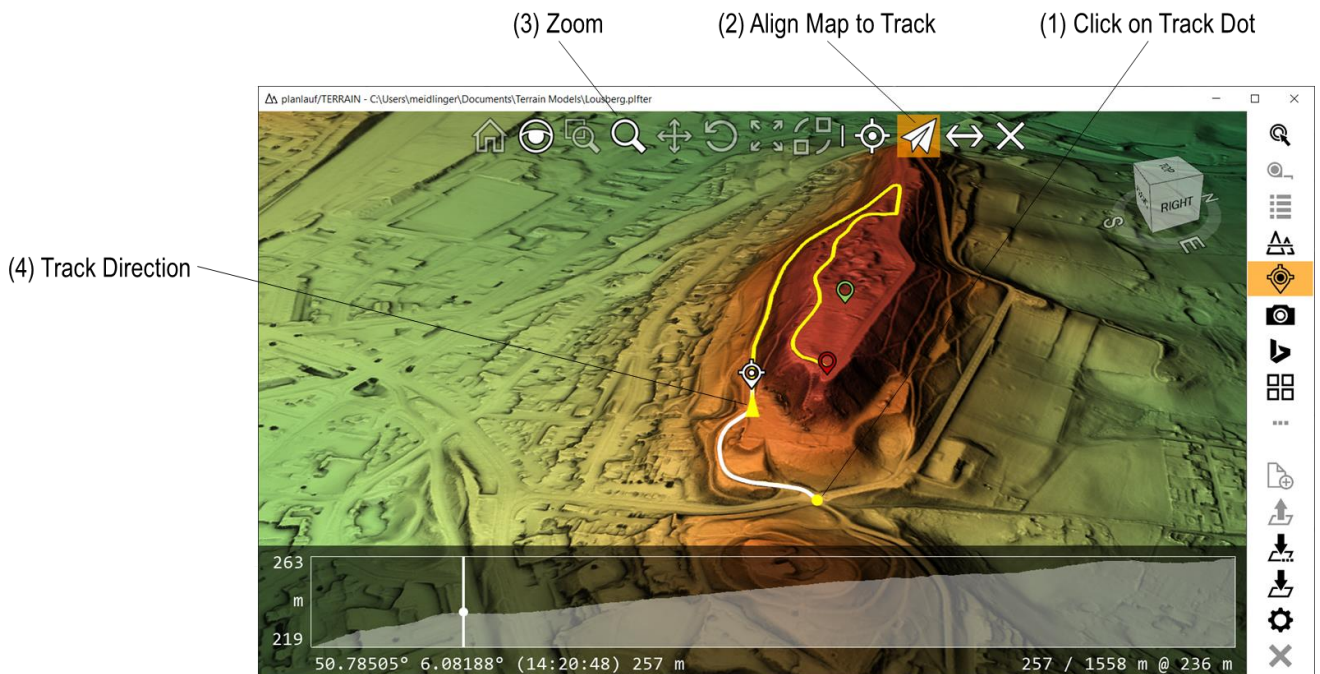 (3) Zoom
(2) Align Map to Track
(1) Click on Track Dot
planlauf/TERRAIN - C:\Users\meidlinger\Documents\Terrain Models\Lousberg.plfter
TOP
RIGHT
S
N
E
(4) Track Direction
263
m
219
50.78505° 6.08188° (14:20:48) 257 m
257 / 1558 m @ 236 m